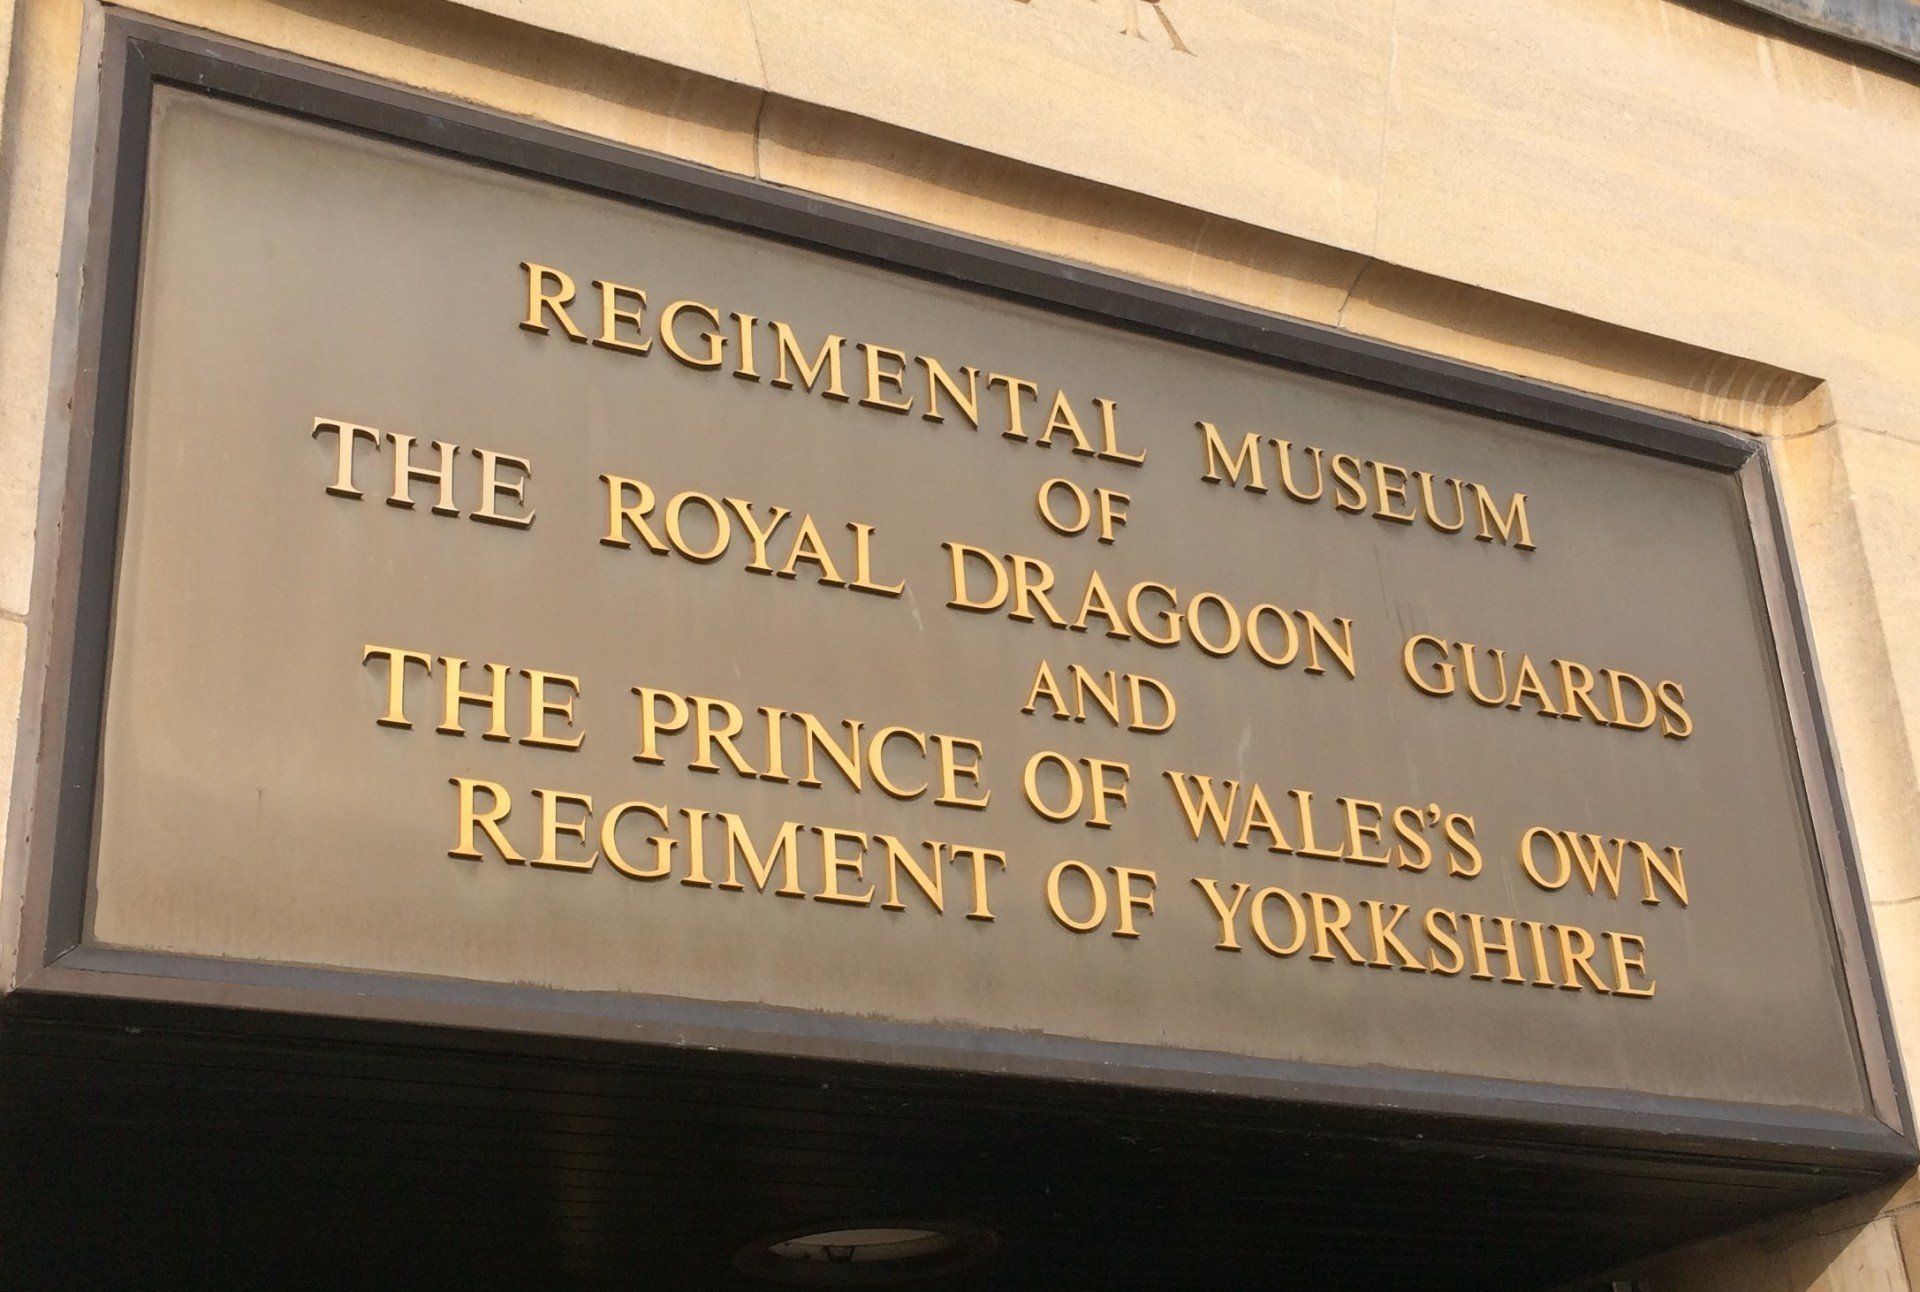 REGIMENTAL MUSEUM
OF
THE ROYAL DRAGOON GUARDS
AND
THE PRINCE OF WALES'S OWN
REGIMENT OF YORKSHIRE